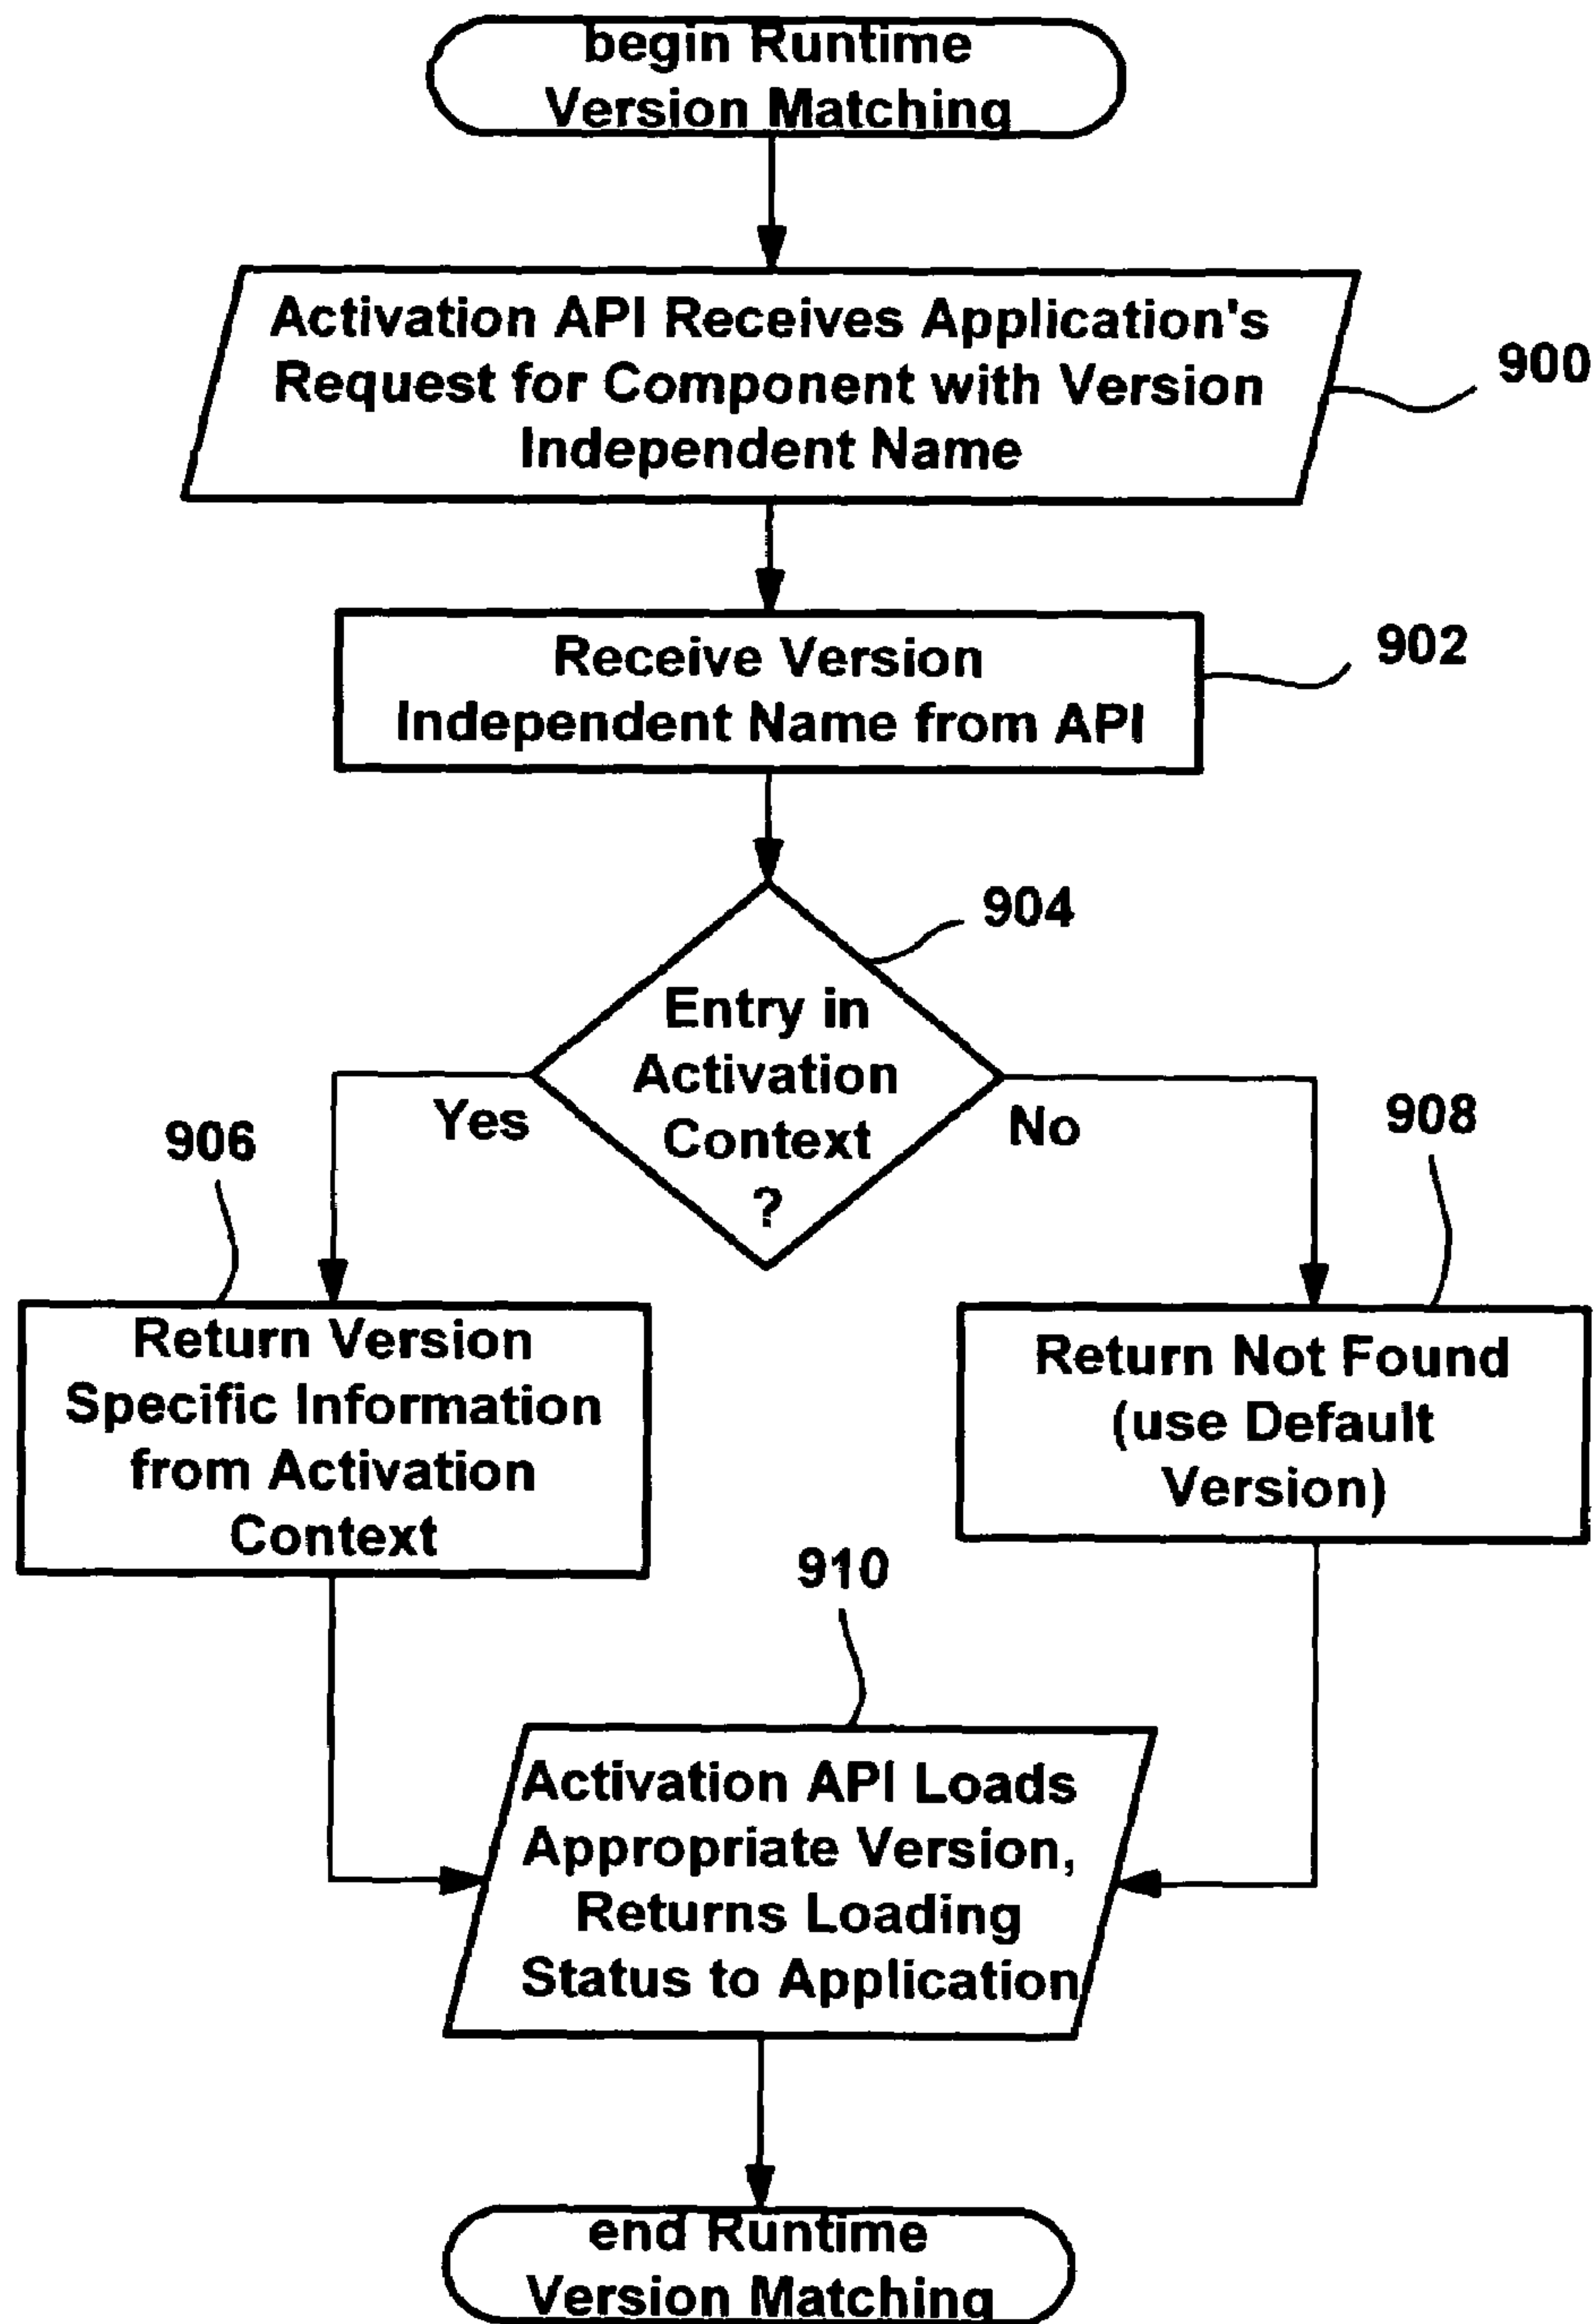 begin Runtime
Version Matching
Activation API Receives Application's
Request for Component with Version
Independent Name
900
Receive Version
Independent Name from API
902
904
Entry in
Activation
Context
?
Yes
No
906
908
Return Version
Specific Information
from Activation
Context
Return Not Found
(use Default
Version)
910
Activation API Loads
Appropriate Version,
Returns Loading
Status to Application
end Runtime
Version Matching